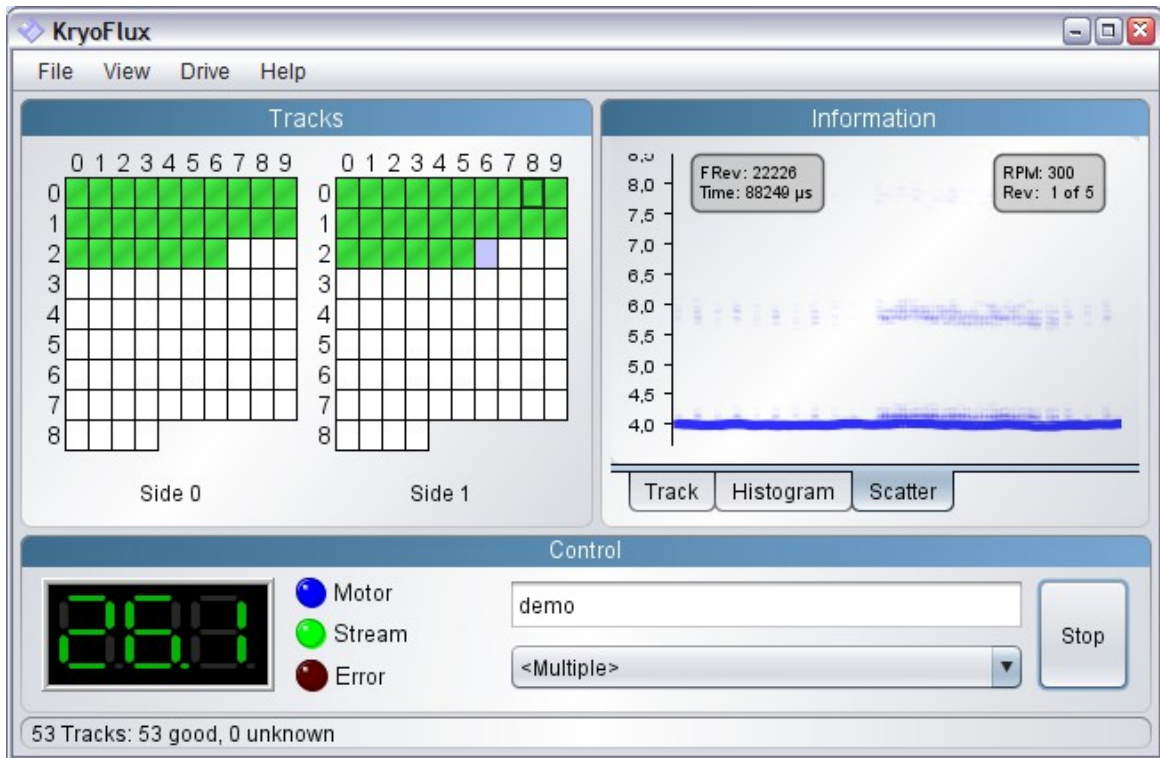 KryoFlux
File View Drive Help
Tracks
0 1 2 3 4 5 6 7 8 9
0
1
2
3
4
5
6
7
8
Side 0
0 1 2 3 4 5 6 7 8 9
0
1
2
3
4
5
6
7
8
Side 1
Information
8,5
8,0
7,5
7,0
6,5
6,0
5,5
5,0
4,5
4,0
FRev: 22226
Time: 88249 µs
RPM: 300
Rev: 1 of 5
Track Histogram Scatter
Control
26.1
Motor
Stream
Error
demo
<Multiple>
Stop
53 Tracks: 53 good, 0 unknown